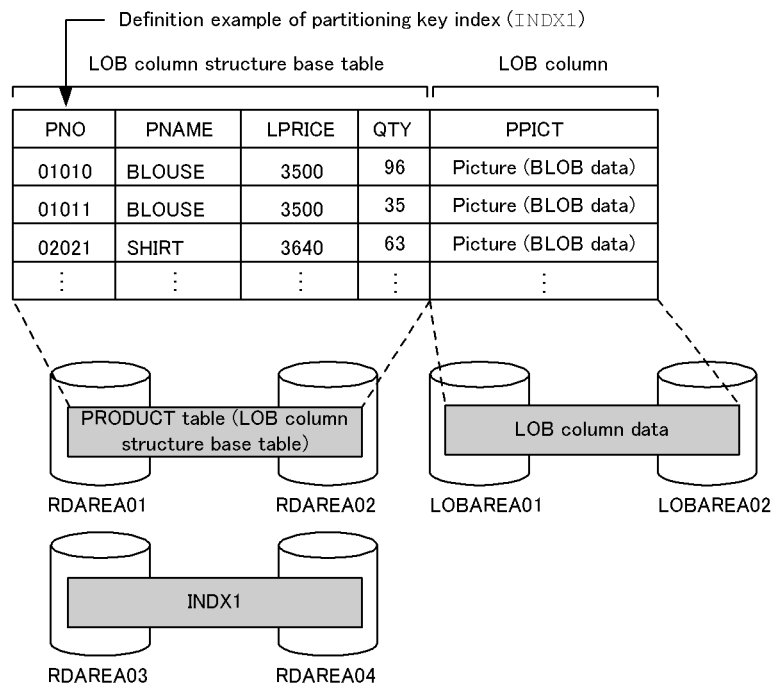 Definition example of partitioning key index (INDX1)
LOB column structure base table LOB column
PNO PNAME LPRICE QTY PPICT
01010 BLOUSE 3500 96 Picture (BLOB data)
01011 BLOUSE 3500 35 Picture (BLOB data)
02021 SHIRT 3640 63 Picture (BLOB data)
⋮ ⋮ ⋮ ⋮ ⋮
PRODUCT table (LOB column
structure base table)
LOB column data
RDAREA01 RDAREA02 LOBAREA01 LOBAREA02
INDX1
RDAREA03 RDAREA04